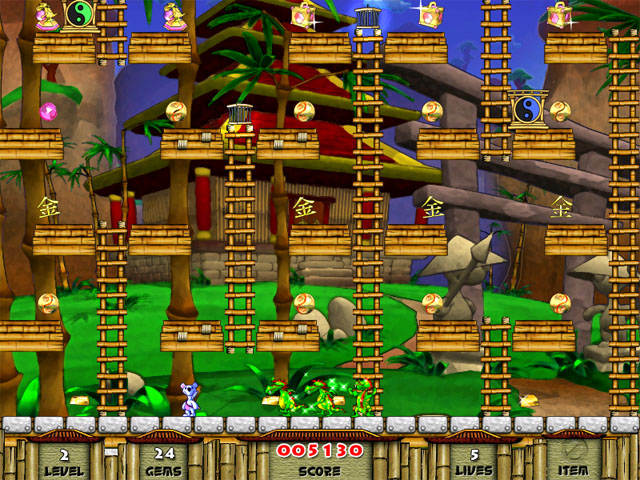 金 金 金 金
2 24 005130 5
LEVEL GEMS SCORE LIVES ITEM